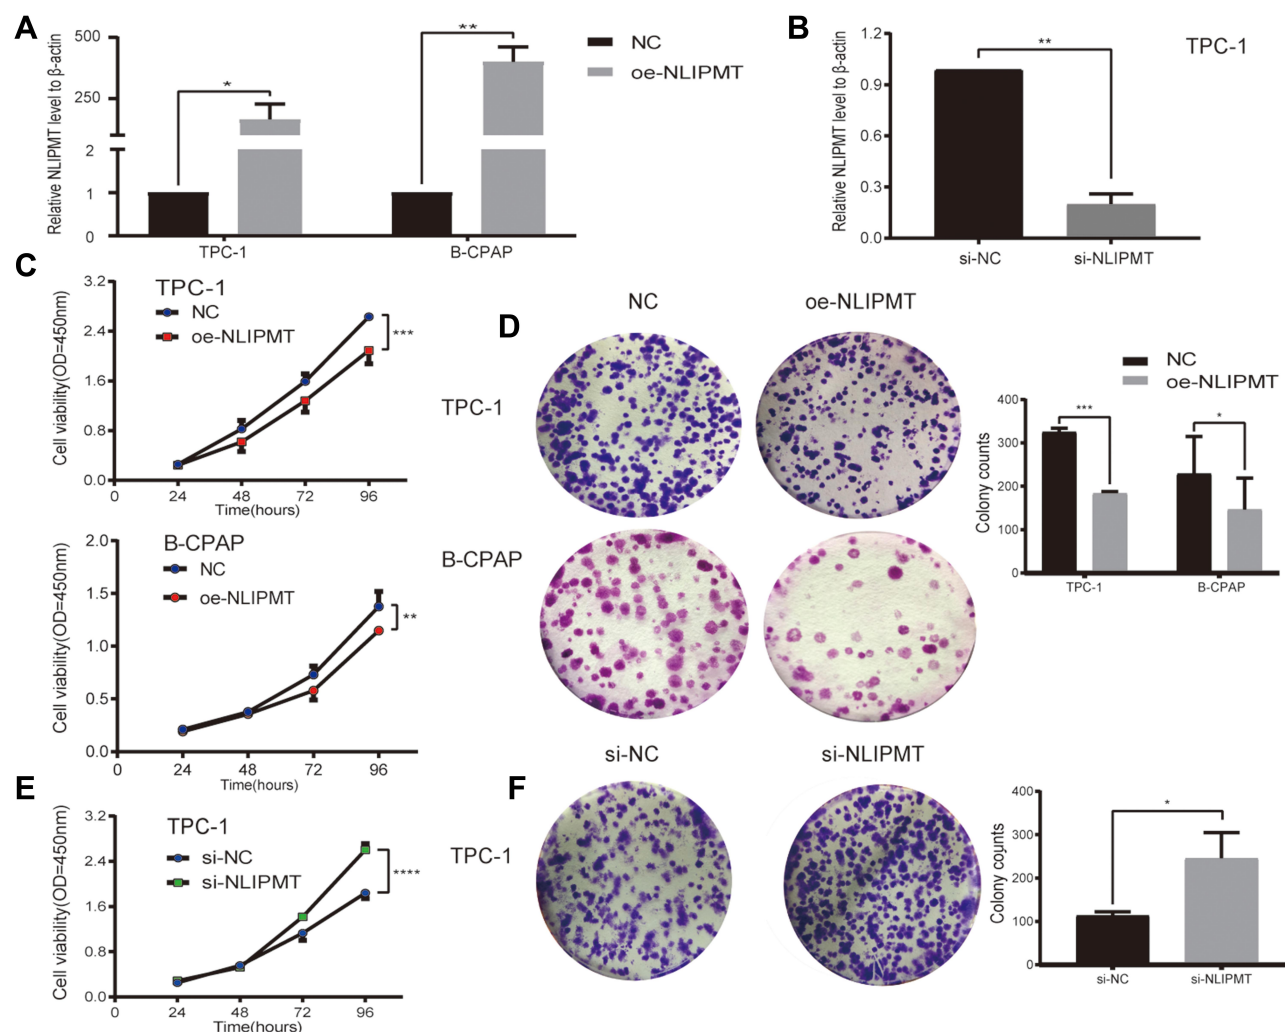 A
Relative NLIPMT level to β-actin
500
250
2
1
0
*
**
TPC-1
B-CPAP
NC
oe-NLIPMT
B
Relative NLIPMT level to β-actin
1.2
0.9
0.6
0.3
0.0
**
TPC-1
si-NC
si-NLIPMT
C
Cell viability(OD=450nm)
3.2
2.4
1.6
0.8
0.0
TPC-1
NC
oe-NLIPMT
***
0 24 48 72 96
Time(hours)
Cell viability(OD=450nm)
2.0
1.5
1.0
0.5
0.0
B-CPAP
NC
oe-NLIPMT
**
0 24 48 72 96
Time(hours)
D
NC
oe-NLIPMT
TPC-1
B-CPAP
NC
oe-NLIPMT
Colony counts
400
300
200
100
0
***
*
TPC-1
B-CPAP
E
Cell viability(OD=450nm)
3.2
2.4
1.6
0.8
0.0
TPC-1
si-NC
si-NLIPMT
****
0 24 48 72 96
Time(hours)
F
si-NC
si-NLIPMT
TPC-1
Colony counts
400
300
200
100
0
*
si-NC
si-NLIPMT